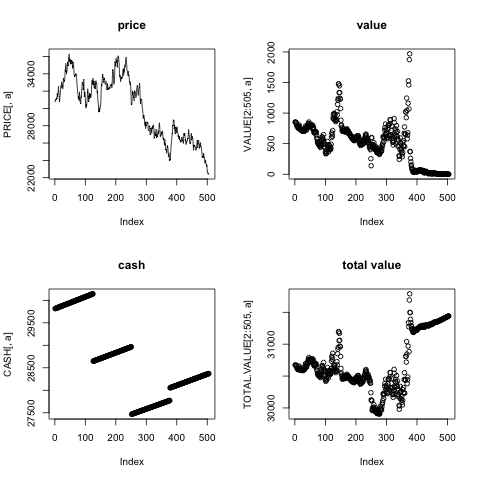 price
PRICE[, a]
22000 26000 30000 34000
0 100 200 300 400 500
Index
value
VALUE[2:505, a]
0 500 1000 1500 2000
0 100 200 300 400 500
Index
cash
CASH[, a]
27500 28500 29500
0 100 200 300 400 500
Index
total value
TOTAL.VALUE[2:505, a]
30000 31000
0 100 200 300 400 500
Index